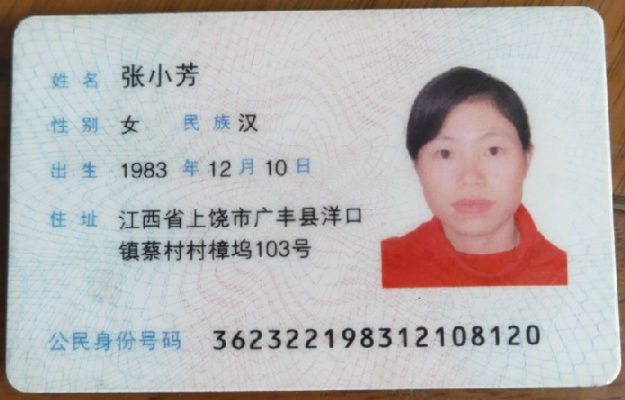 姓名 张小芳
性别 女 民族 汉
出生 1983 年 12 月 10 日
住址 江西省上饶市广丰县洋口
镇蔡村村樟坞103号
公民身份号码 362322198312108120